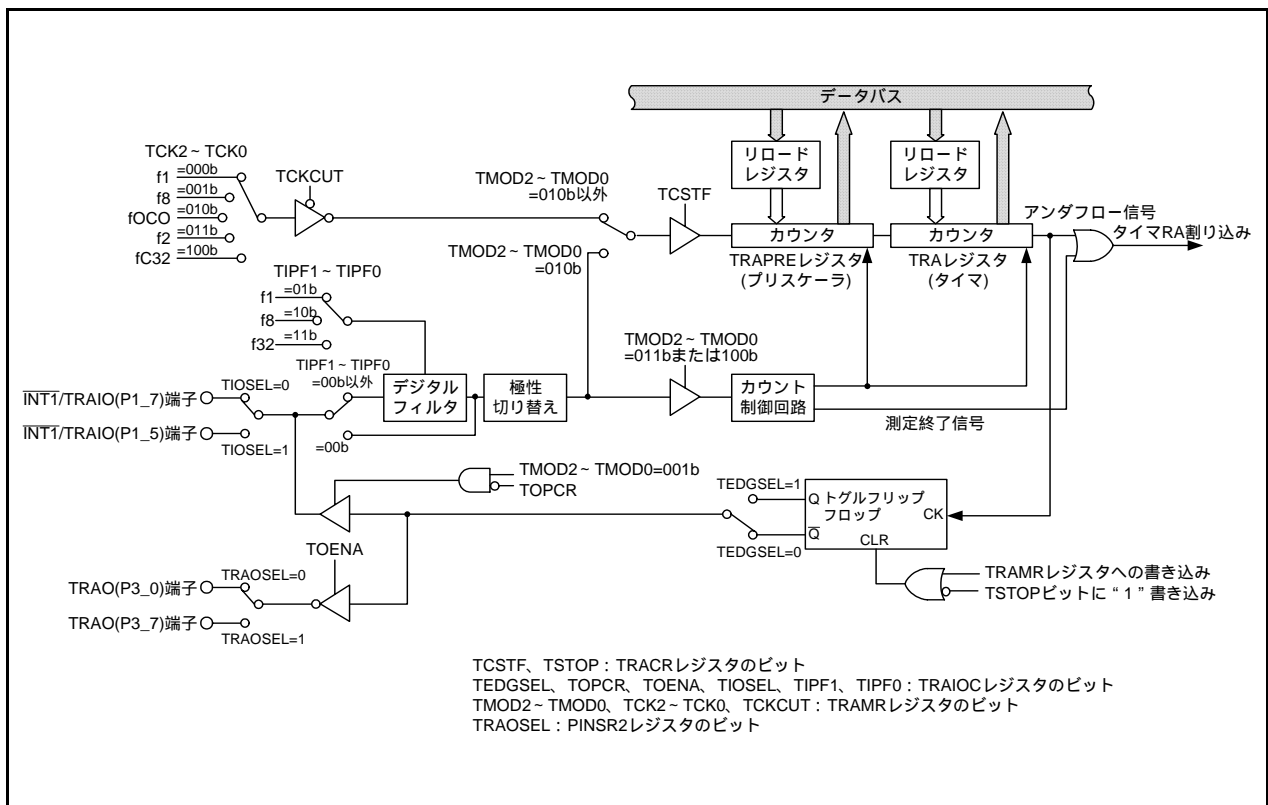 データバス
TCK2～TCK0
f1 =000b
f8 =001b
fOCO =010b
f2 =011b
fC32 =100b
TCKCUT
TMOD2～TMOD0
=010b以外
TMOD2～TMOD0
=010b
TCSTF
リロード
レジスタ
リロード
レジスタ
カウンタ
TRAPREレジスタ
(プリスケーラ)
カウンタ
TRAレジスタ
(タイマ)
アンダフロー信号
タイマRA割り込み
TIPF1～TIPF0
f1 =01b
f8 =10b
f32 =11b
TIPF1～TIPF0
=00b以外
=00b
INT1/TRAIO(P1_7)端子
TIOSEL=0
INT1/TRAIO(P1_5)端子
TIOSEL=1
デジタル
フィルタ
極性
切り替え
TMOD2～TMOD0
=011bまたは100b
カウント
制御回路
測定終了信号
TMOD2～TMOD0=001b
TOPCR
TEDGSEL=1
TEDGSEL=0
Q トグルフリップ
フロップ
Q
CK
CLR
TRAMRレジスタへの書き込み
TSTOPビットに“1”書き込み
TOENA
TRAO(P3_0)端子
TRAOSEL=0
TRAO(P3_7)端子
TRAOSEL=1
TCSTF、TSTOP：TRACRレジスタのビット
TEDGSEL、TOPCR、TOENA、TIOSEL、TIPF1、TIPF0：TRAIOCレジスタのビット
TMOD2～TMOD0、TCK2～TCK0、TCKCUT：TRAMRレジスタのビット
TRAOSEL：PINSR2レジスタのビット